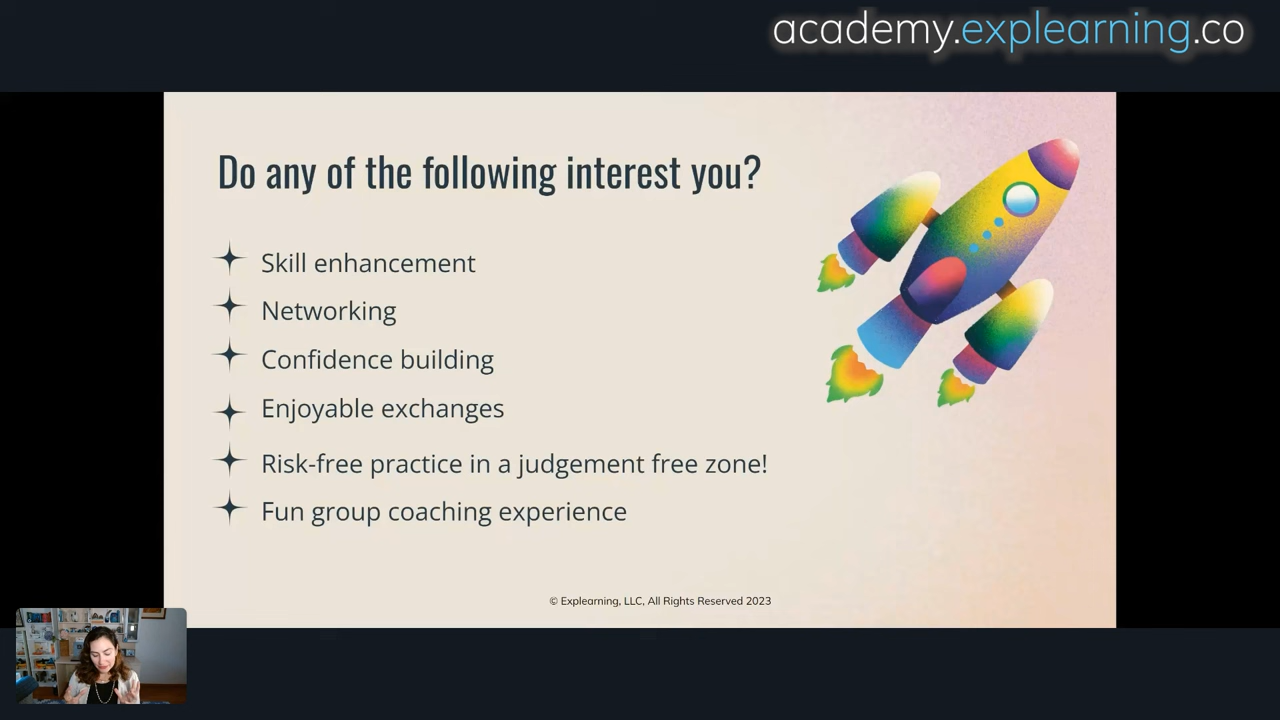 academy.explearning.co
Do any of the following interest you?
Skill enhancement
Networking
Confidence building
Enjoyable exchanges
Risk-free practice in a judgement free zone!
Fun group coaching experience
© Explearning, LLC, All Rights Reserved 2023